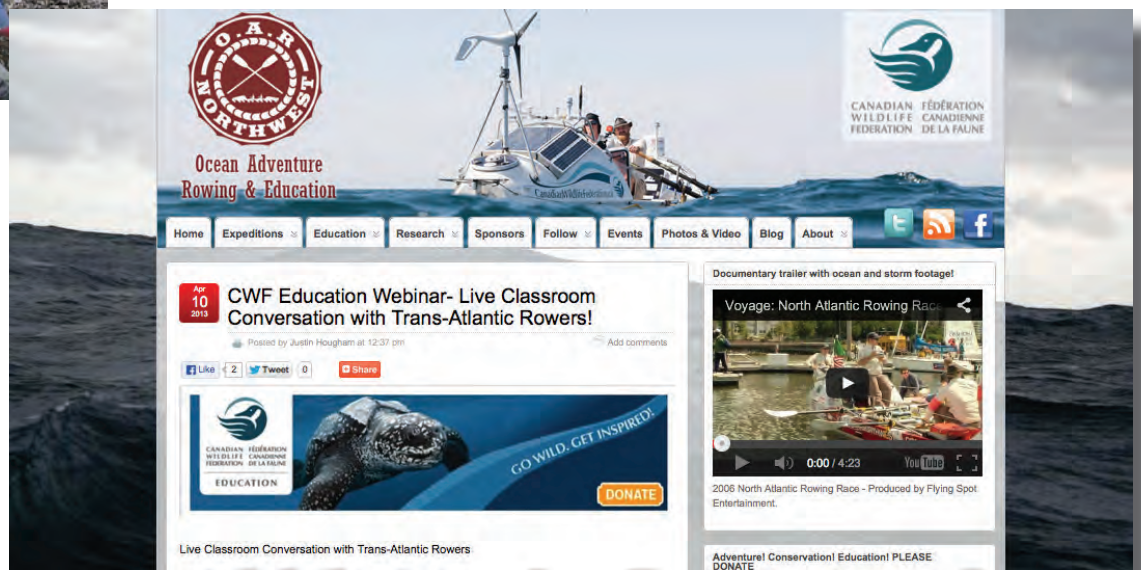 O.A.R.
NORTHWEST
Ocean Adventure
Rowing & Education
CanadianWildlifeFederation
CANADIAN FÉDÉRATION
WILDLIFE CANADIENNE
FEDERATION DE LA FAUNE
Home Expeditions Education Research Sponsors Follow Events Photos & Video Blog About
Apr
10
2013
CWF Education Webinar- Live Classroom
Conversation with Trans-Atlantic Rowers!
Posted by Justin Hougham at 12:37 pm
Add comments
Like 2 Tweet 0 Share
CANADIAN FÉDÉRATION
WILDLIFE CANADIENNE
FEDERATION DE LA FAUNE
EDUCATION
GO WILD. GET INSPIRED!
DONATE
Live Classroom Conversation with Trans-Atlantic Rowers
Documentary trailer with ocean and storm footage!
Voyage: North Atlantic Rowing Race
0:00 / 4:23 YouTube
2006 North Atlantic Rowing Race - Produced by Flying Spot
Entertainment.
Adventure! Conservation! Education! PLEASE
DONATE